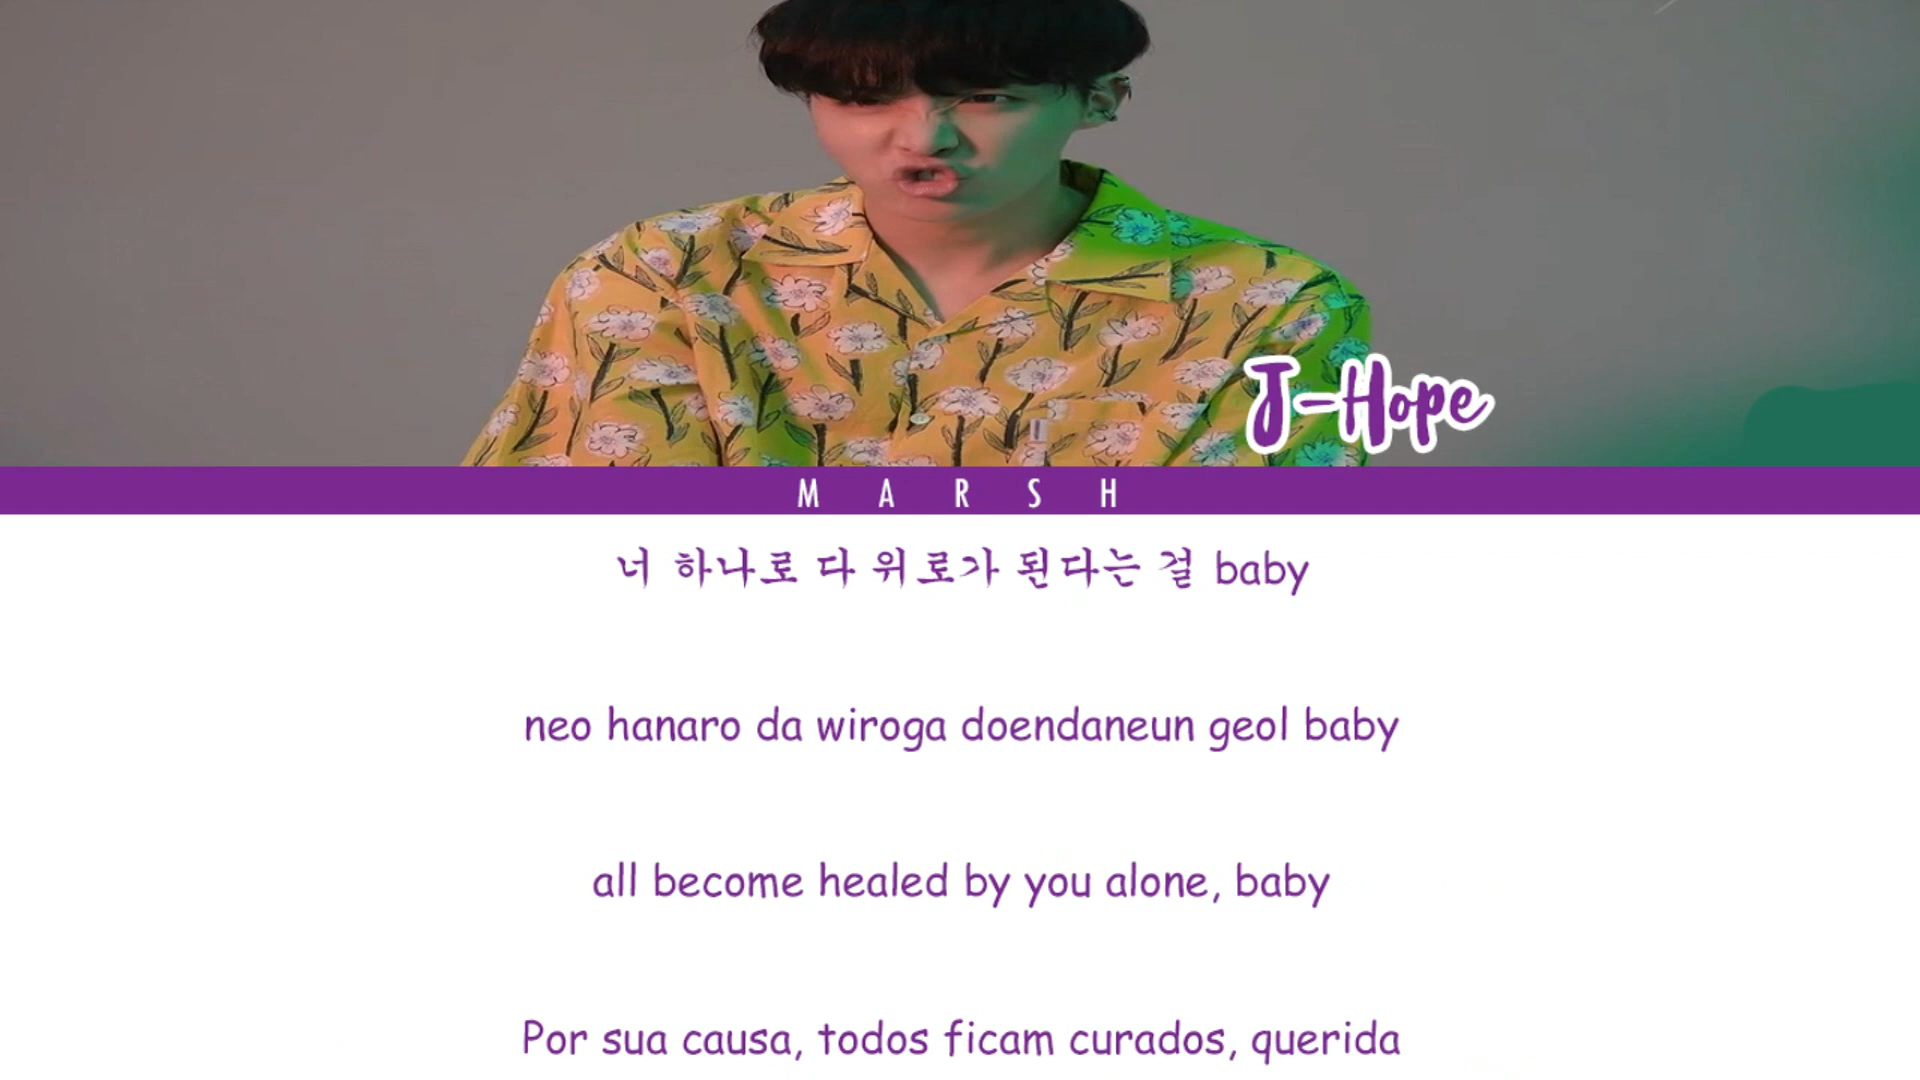 J-Hope
MARSH
너 하나로 다 위로가 된다는 걸 baby
neo hanaro da wiroga doendaneun geol baby
all become healed by you alone, baby
Por sua causa, todos ficam curados, querida